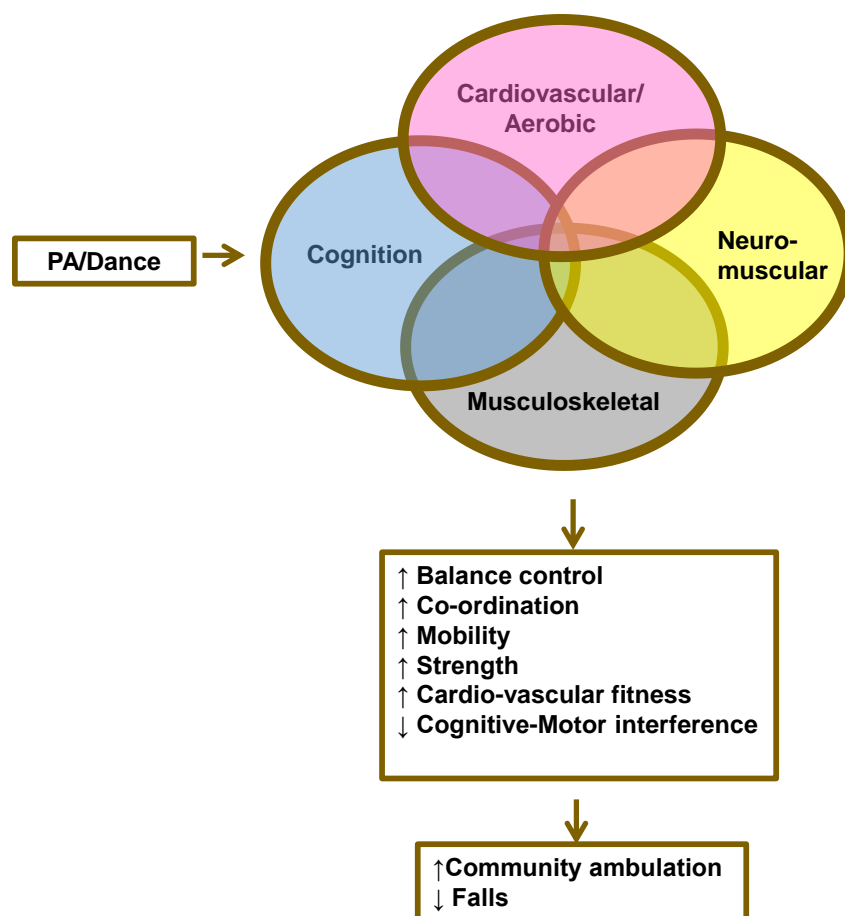 Cardiovascular/
Aerobic
PA/Dance
Cognition
Neuro-
muscular
Musculoskeletal
↑ Balance control
↑ Co-ordination
↑ Mobility
↑ Strength
↑ Cardio-vascular fitness
↓ Cognitive-Motor interference
↑Community ambulation
↓ Falls